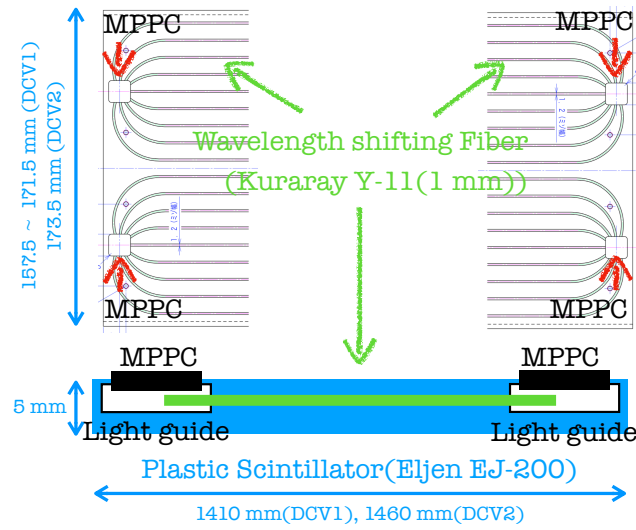 MPPC
MPPC
157.5 ~ 171.5 mm (DCV1)
173.5 mm (DCV2)
Wavelength shifting Fiber
(Kuraray Y-11(1 mm))
MPPC
MPPC
MPPC
MPPC
5 mm
Light guide
Light guide
Plastic Scintillator(Eljen EJ-200)
1410 mm(DCV1), 1460 mm(DCV2)